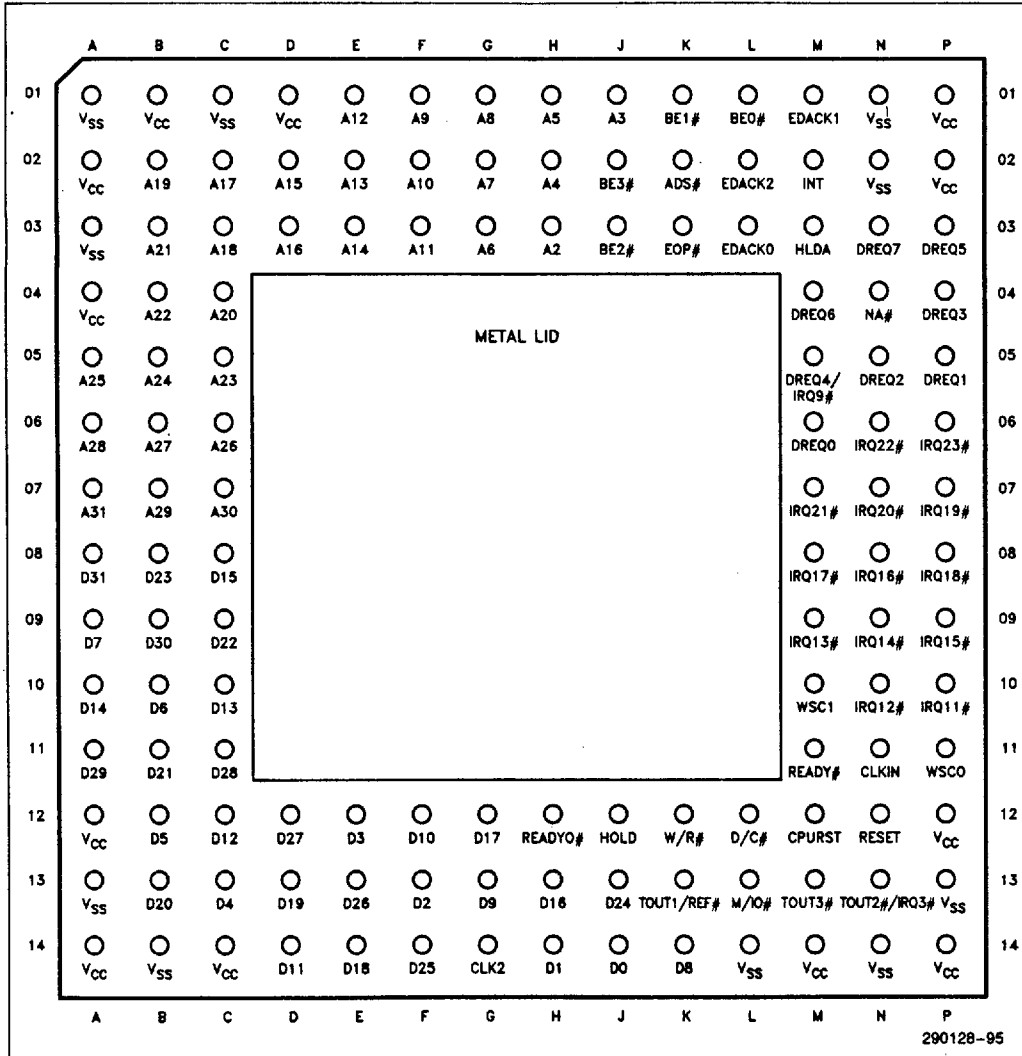 A B C D E F G H J K L M N P
01 01
VSS VCC VSS VCC A12 A9 A8 A5 A3 BE1# BE0# EDACK1 VSS VCC
02 02
VCC A19 A17 A15 A13 A10 A7 A4 BE3# ADS# EDACK2 INT VSS VCC
03 03
VSS A21 A18 A16 A14 A11 A6 A2 BE2# EOP# EDACK0 HLDA DREQ7 DREQ5
04 04
VCC A22 A20 DREQ6 NA# DREQ3
METAL LID
05 05
A25 A24 A23 DREQ4/ DREQ2 DREQ1
IRQ9#
06 06
A28 A27 A26 DREQ0 IRQ22# IRQ23#
07 07
A31 A29 A30 IRQ21# IRQ20# IRQ19#
08 08
D31 D23 D15 IRQ17# IRQ16# IRQ18#
09 09
D7 D30 D22 IRQ13# IRQ14# IRQ15#
10 10
D14 D6 D13 WSC1 IRQ12# IRQ11#
11 11
D29 D21 D28 READY# CLKIN WSC0
12 12
VCC D5 D12 D27 D3 D10 D17 READYO# HOLD W/R# D/C# CPURST RESET VCC
13 13
VSS D20 D4 D19 D26 D2 D9 D16 D24 TOUT1/REF# M/IO# TOUT3# TOUT2#/IRQ3# VSS
14 14
VCC VSS VCC D11 D18 D25 CLK2 D1 D0 D8 VSS VCC VSS VCC
A B C D E F G H J K L M N P
290128-95